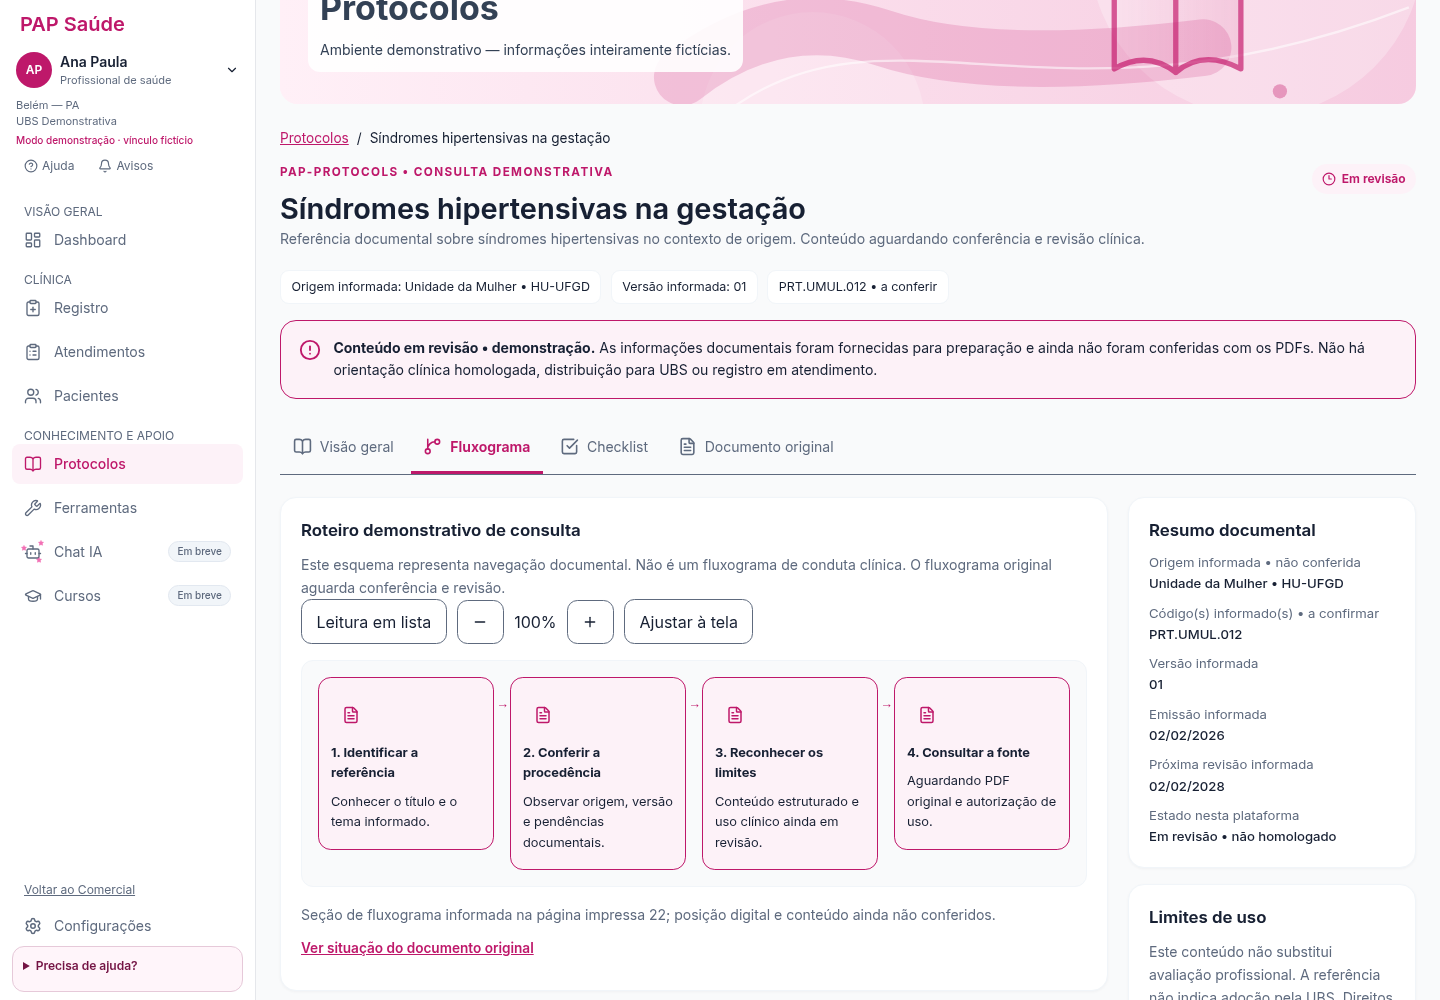 PAP Saúde
AP
Ana Paula
Profissional de saúde
Belém — PA
UBS Demonstrativa
Modo demonstração · vínculo fictício
Ajuda
Avisos
VISÃO GERAL
Dashboard
CLÍNICA
Registro
Atendimentos
Pacientes
CONHECIMENTO E APOIO
Protocolos
Ferramentas
Chat IA
Em breve
Cursos
Em breve
Voltar ao Comercial
Configurações
Precisa de ajuda?
Protocolos
Ambiente demonstrativo — informações inteiramente fictícias.
Protocolos / Síndromes hipertensivas na gestação
PAP-PROTOCOLS • CONSULTA DEMONSTRATIVA
Em revisão
Síndromes hipertensivas na gestação
Referência documental sobre síndromes hipertensivas no contexto de origem. Conteúdo aguardando conferência e revisão clínica.
Origem informada: Unidade da Mulher • HU-UFGD
Versão informada: 01
PRT.UMUL.012 • a conferir
Conteúdo em revisão • demonstração. As informações documentais foram fornecidas para preparação e ainda não foram conferidas com os PDFs. Não há
orientação clínica homologada, distribuição para UBS ou registro em atendimento.
Visão geral
Fluxograma
Checklist
Documento original
Roteiro demonstrativo de consulta
Este esquema representa navegação documental. Não é um fluxograma de conduta clínica. O fluxograma original
aguarda conferência e revisão.
Leitura em lista
−
100%
+
Ajustar à tela
1. Identificar a
referência
Conhecer o título e o
tema informado.
→
2. Conferir a
procedência
Observar origem, versão
e pendências
documentais.
→
3. Reconhecer os
limites
Conteúdo estruturado e
uso clínico ainda em
revisão.
→
4. Consultar a fonte
Aguardando PDF
original e autorização de
uso.
Seção de fluxograma informada na página impressa 22; posição digital e conteúdo ainda não conferidos.
Ver situação do documento original
Resumo documental
Origem informada • não conferida
Unidade da Mulher • HU-UFGD
Código(s) informado(s) • a confirmar
PRT.UMUL.012
Versão informada
01
Emissão informada
02/02/2026
Próxima revisão informada
02/02/2028
Estado nesta plataforma
Em revisão • não homologado
Limites de uso
Este conteúdo não substitui
avaliação profissional. A referência
não indica adoção pela UBS. Direitos